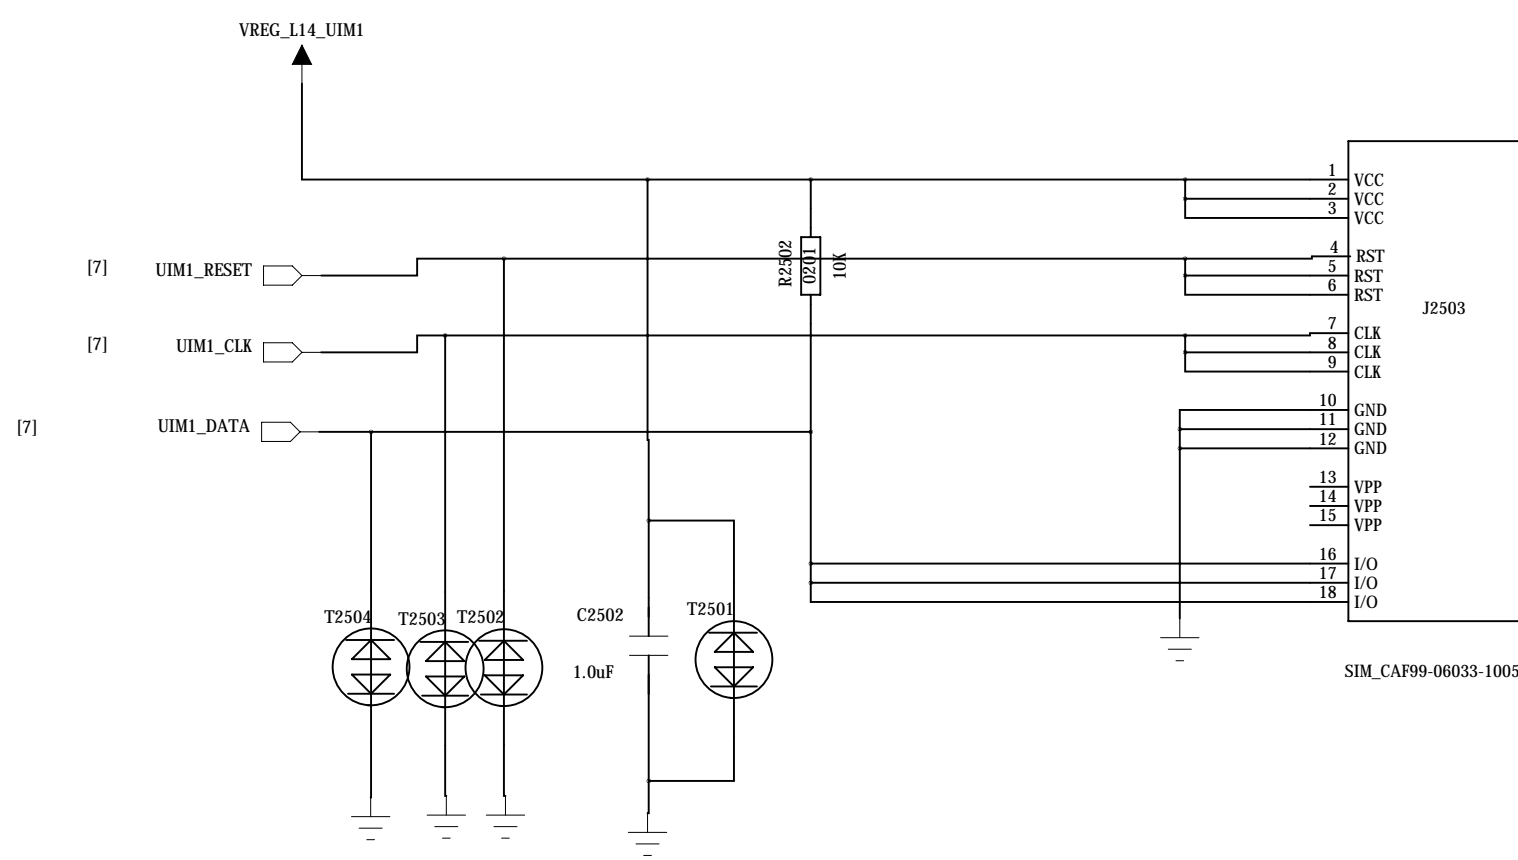 VREG_L14_UIM1
1 VCC
2 VCC
3 VCC
[7] UIM1_RESET
R2502
0201
10K
4 RST
5 RST
6 RST
J2503
[7] UIM1_CLK
7 CLK
8 CLK
9 CLK
[7] UIM1_DATA
10 GND
11 GND
12 GND
13 VPP
14 VPP
15 VPP
16 I/O
17 I/O
18 I/O
T2504
T2503
T2502
C2502
T2501
1.0uF
SIM_CAF99-06033-1005